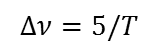 Δν = 5/T